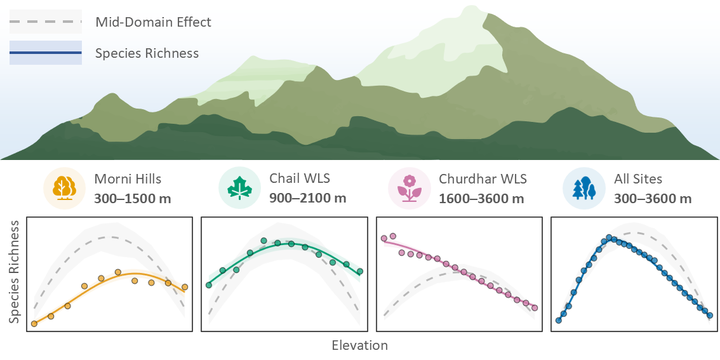 Mid-Domain Effect
Species Richness
Morni Hills
300–1500 m
Chail WLS
900–2100 m
Churdhar WLS
1600–3600 m
All Sites
300–3600 m
Species Richness
Elevation